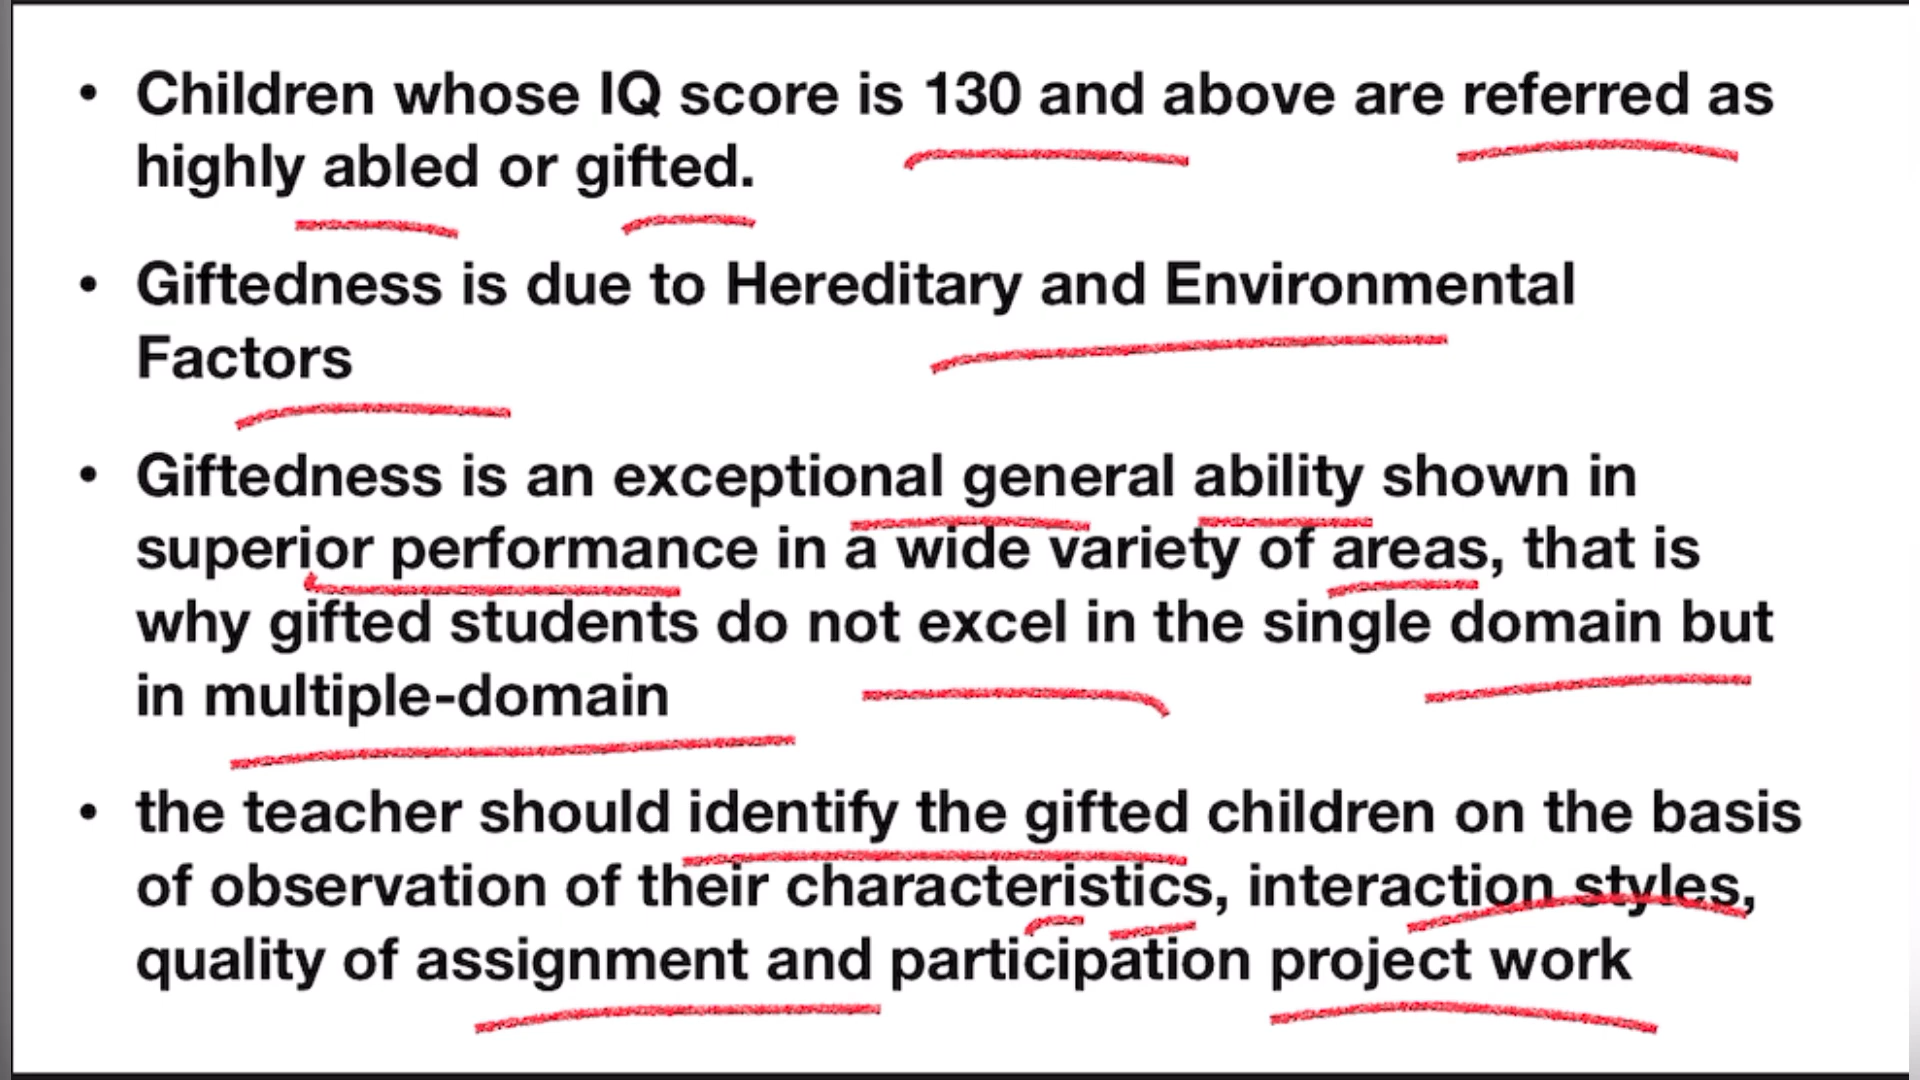 • Children whose IQ score is 130 and above are referred as
highly abled or gifted.
• Giftedness is due to Hereditary and Environmental
Factors
• Giftedness is an exceptional general ability shown in
superior performance in a wide variety of areas, that is
why gifted students do not excel in the single domain but
in multiple-domain
• the teacher should identify the gifted children on the basis
of observation of their characteristics, interaction styles,
quality of assignment and participation project work